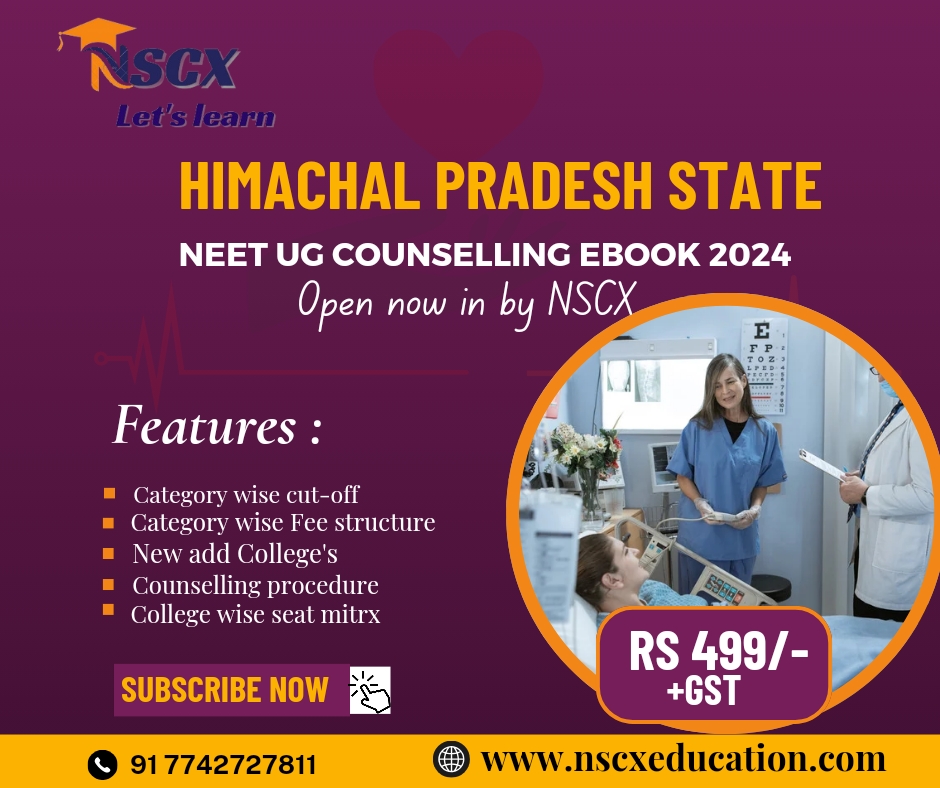 NSCX
Let's learn
HIMACHAL PRADESH STATE
NEET UG COUNSELLING EBOOK 2024
Open now in by NSCX
Features :
Category wise cut-off
Category wise Fee structure
New add College's
Counselling procedure
College wise seat mitrx
SUBSCRIBE NOW
E
F P
T O Z
L P E D
P E C F D
RS 499/-
+GST
91 7742727811
www.nscxeducation.com